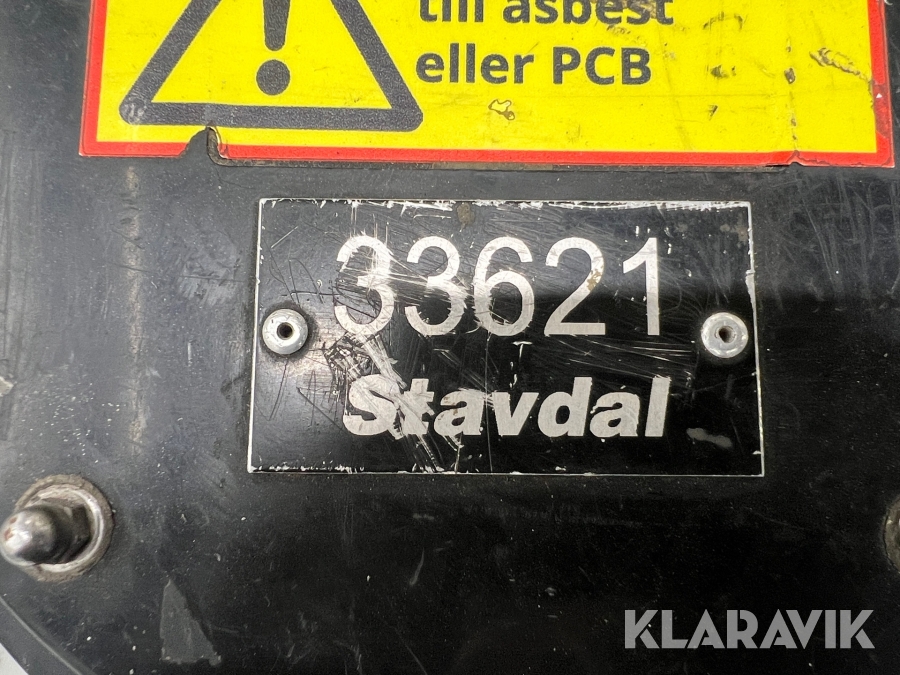 till asbest
eller PCB
33621
Stavdal
KLARAVIK